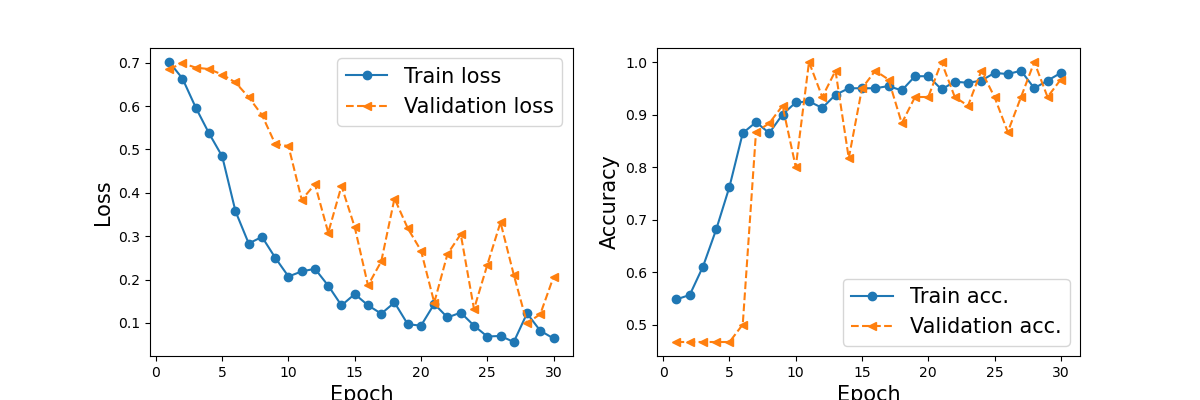 Train loss
Validation loss
Loss
0.7
0.6
0.5
0.4
0.3
0.2
0.1
0 5 10 15 20 25 30
Epoch
Train acc.
Validation acc.
Accuracy
1.0
0.9
0.8
0.7
0.6
0.5
0 5 10 15 20 25 30
Epoch